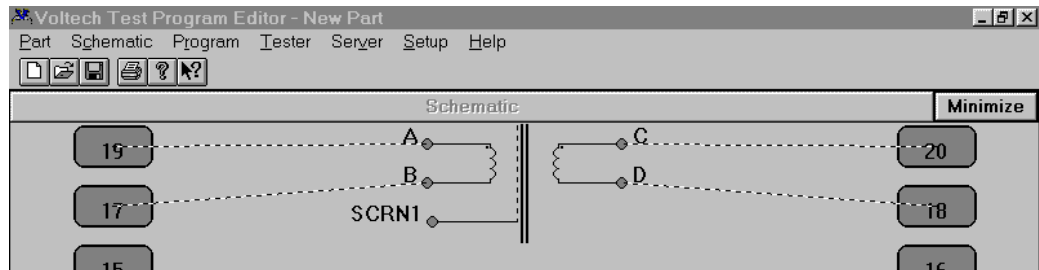 Voltech Test Program Editor - New Part
Part Schematic Program Tester Server Setup Help
Schematic Minimize
19 A C 20
17 B D 18
SCRN1
15 16